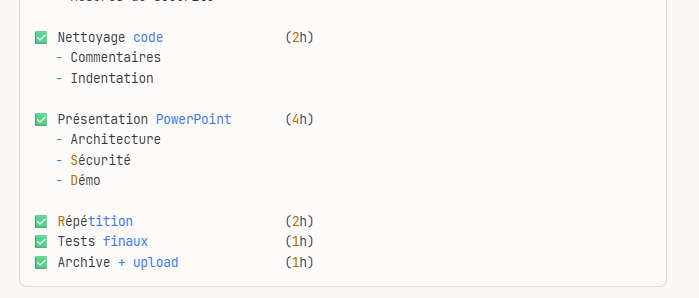 ✅ Nettoyage code (2h)
- Commentaires
- Indentation
✅ Présentation PowerPoint (4h)
- Architecture
- Sécurité
- Démo
✅ Répétition (2h)
✅ Tests finaux (1h)
✅ Archive + upload (1h)